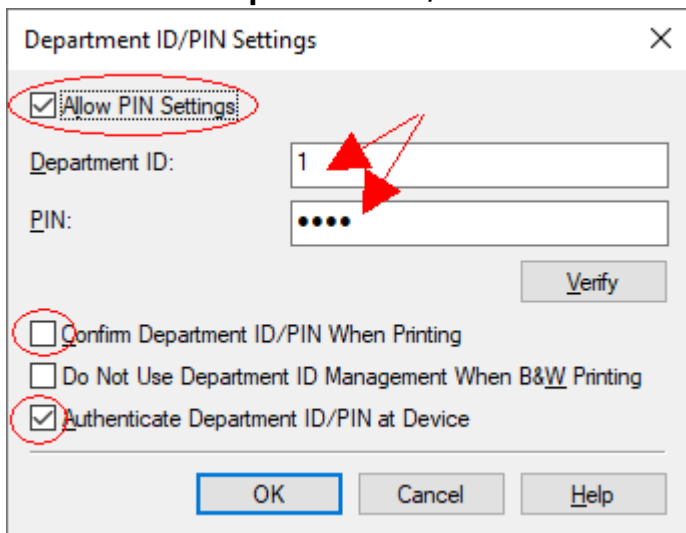 Department ID/PIN Settings
Allow PIN Settings
Department ID:
1
PIN:
••••
Verify
Confirm Department ID/PIN When Printing
Do Not Use Department ID Management When B&W Printing
Authenticate Department ID/PIN at Device
OK Cancel Help